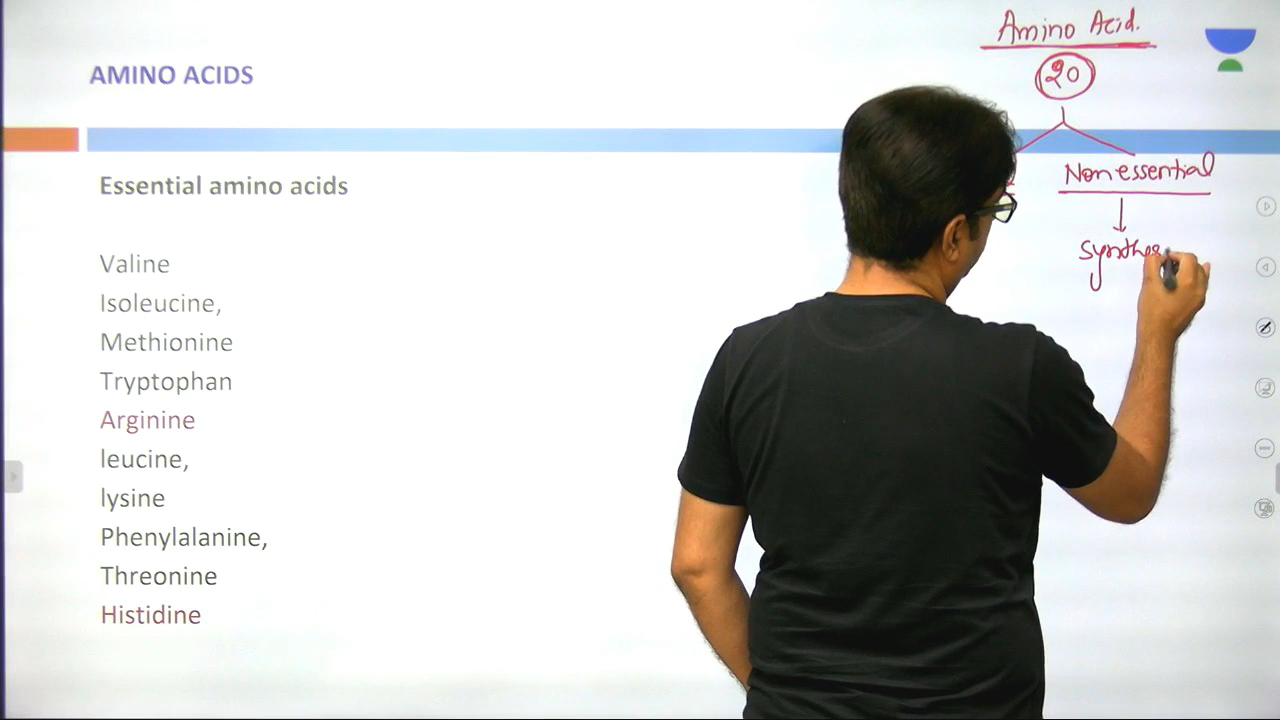 Amino Acid.
20
AMINO ACIDS
Non essential
Essential amino acids
Valine
Isoleucine,
Methionine
Tryptophan
Arginine
leucine,
lysine
Phenylalanine,
Threonine
Histidine